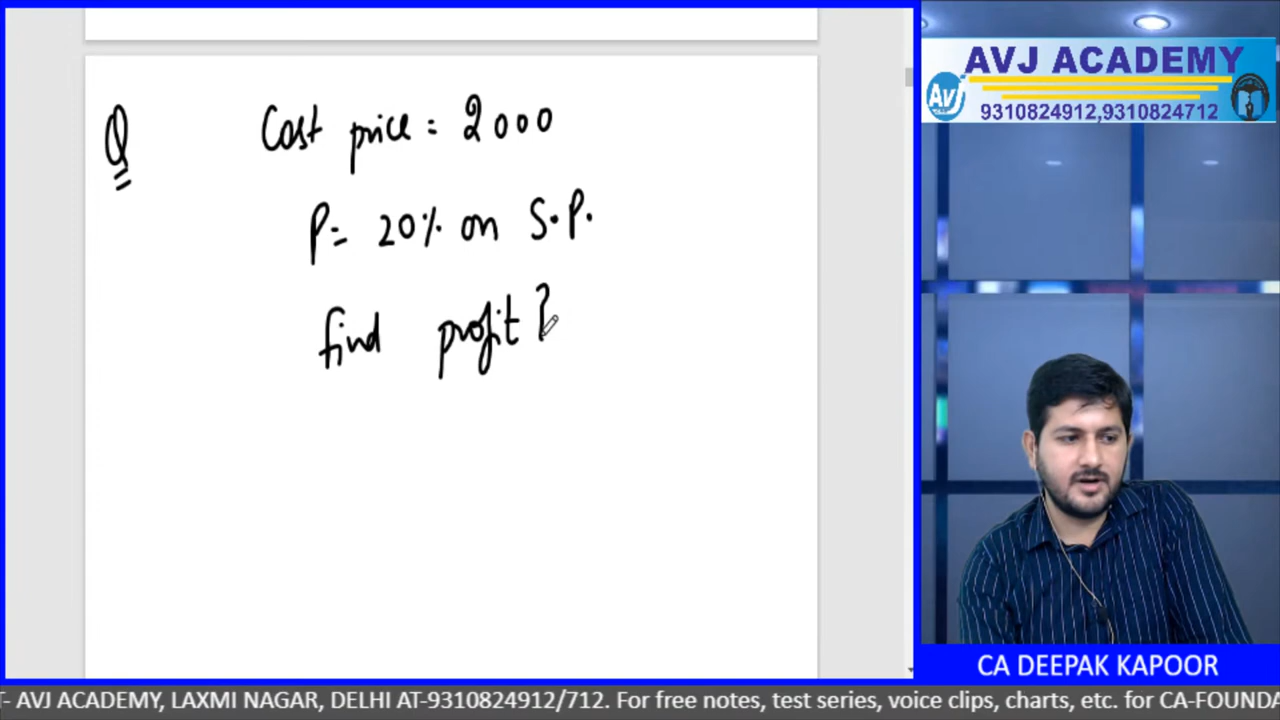 Q Cost price = 2000
P = 20% on S.P.
find profit ?
AVJ ACADEMY
AV
9310824912,9310824712
CA DEEPAK KAPOOR
- AVJ ACADEMY, LAXMI NAGAR, DELHI AT-9310824912/712. For free notes, test series, voice clips, charts, etc. for CA-FOUNDA